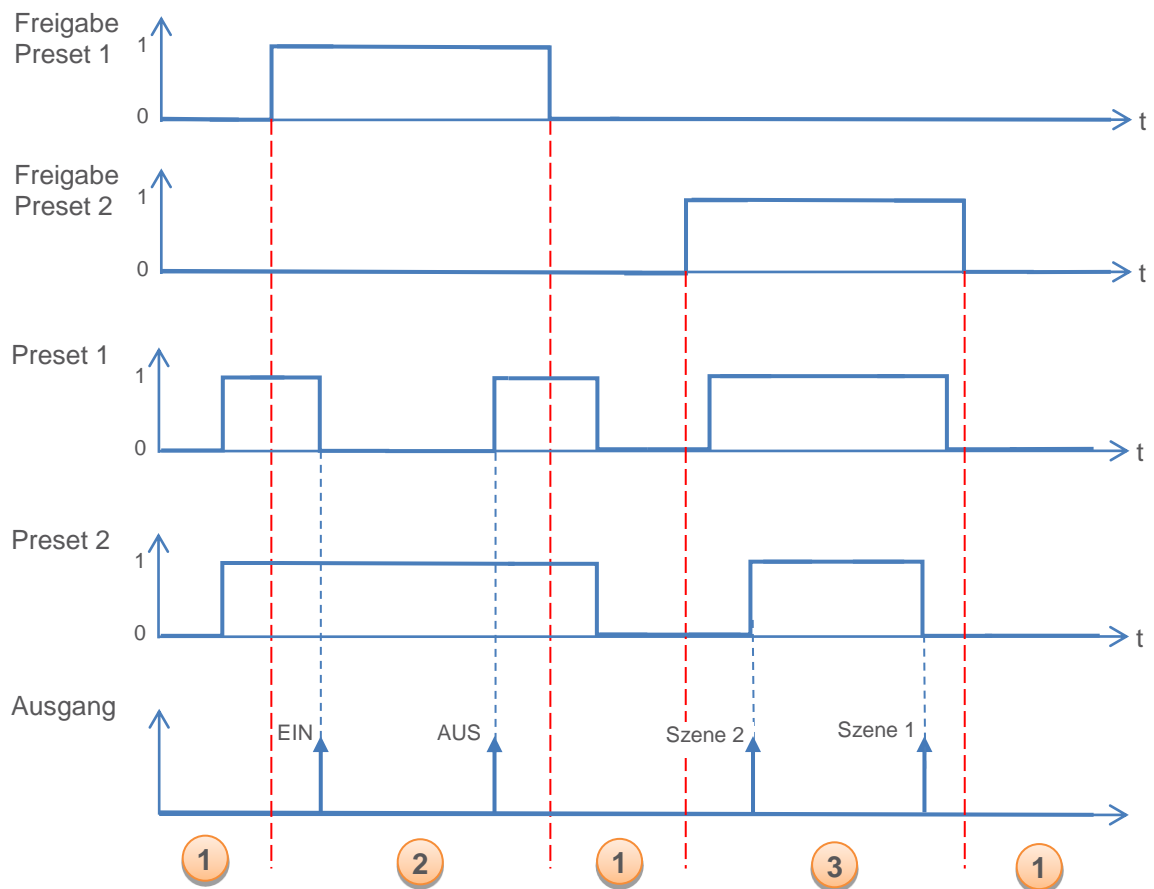 Freigabe
Preset 1
1
0
t
Freigabe
Preset 2
1
0
t
Preset 1
1
0
t
Preset 2
1
0
t
Ausgang
EIN
AUS
Szene 2
Szene 1
1
2
1
3
1